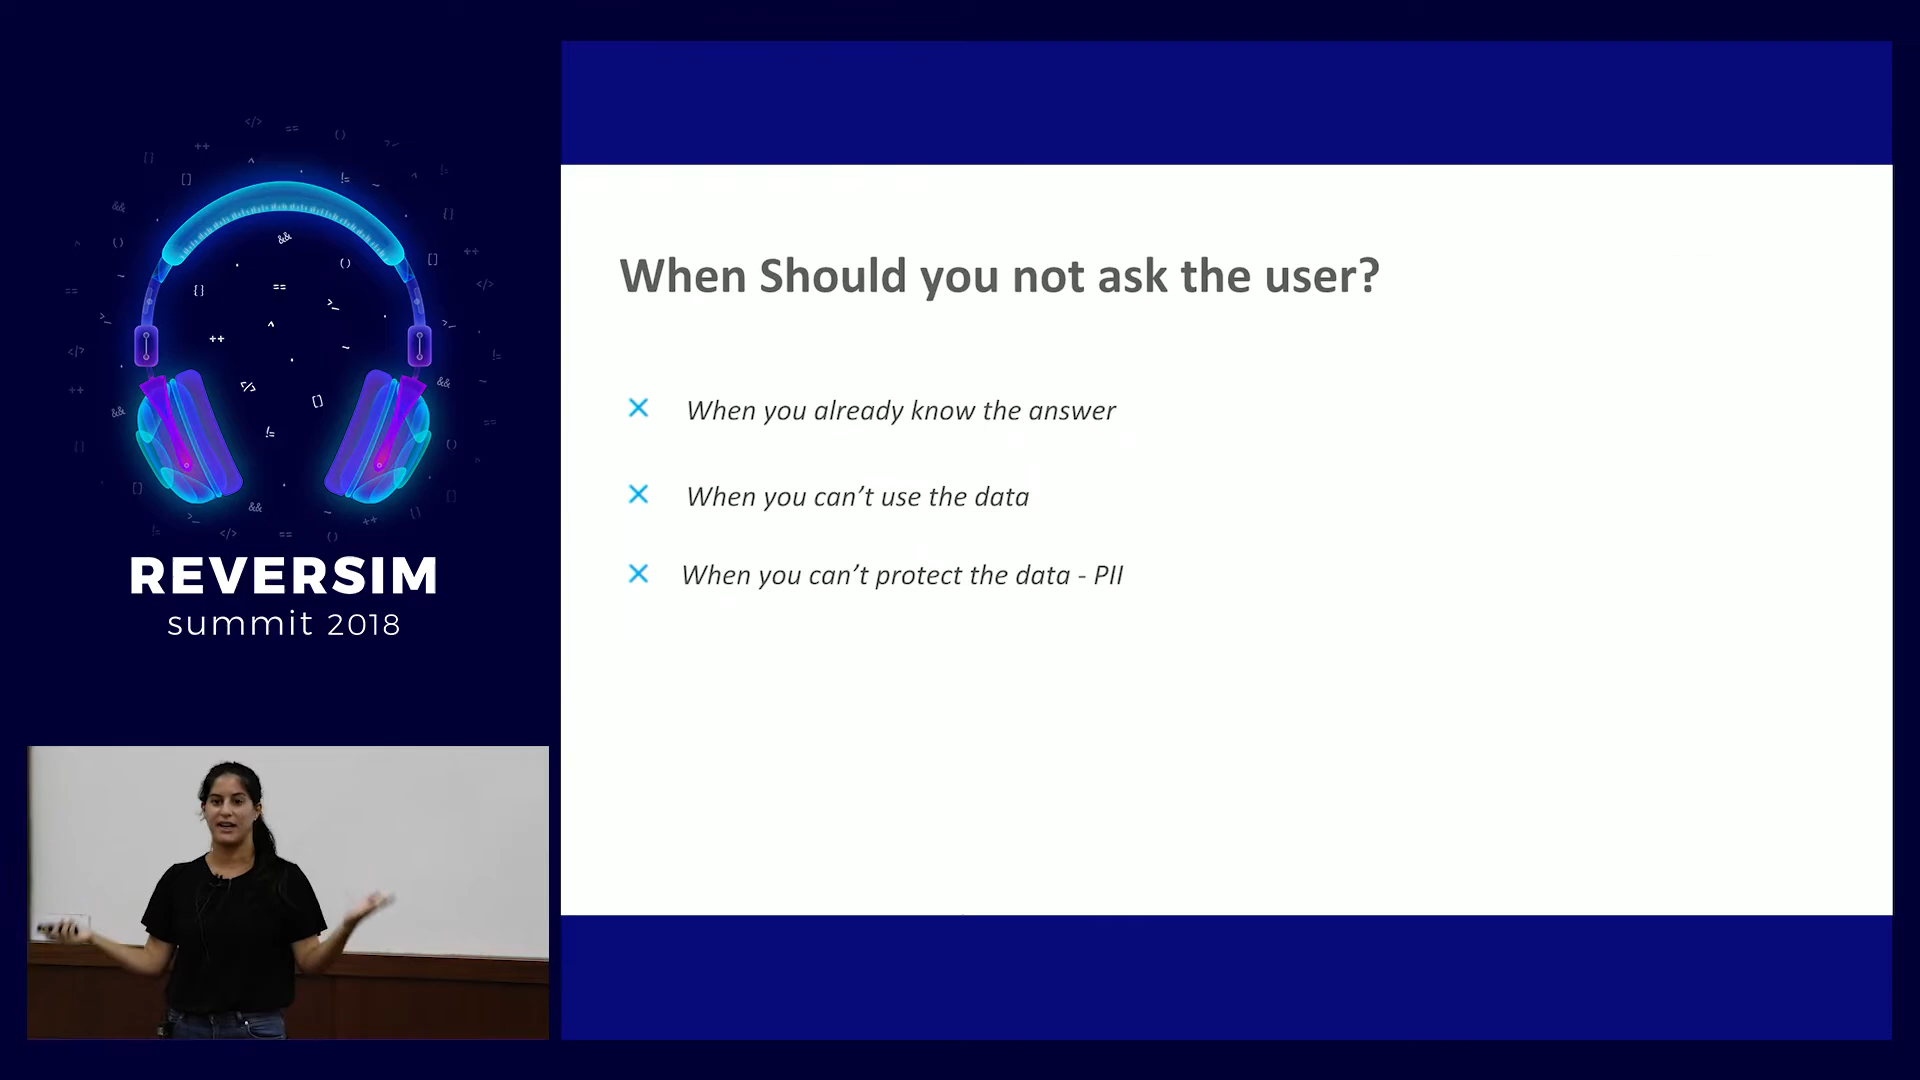 REVERSIM
summit 2018
When Should you not ask the user?
When you already know the answer
When you can't use the data
When you can't protect the data - PII